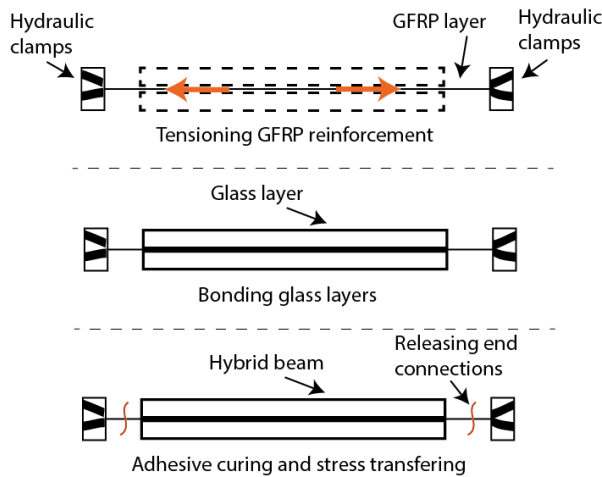 Hydraulic
clamps
GFRP layer
Hydraulic
clamps
Tensioning GFRP reinforcement
Glass layer
Bonding glass layers
Hybrid beam
Releasing end
connections
Adhesive curing and stress transfering